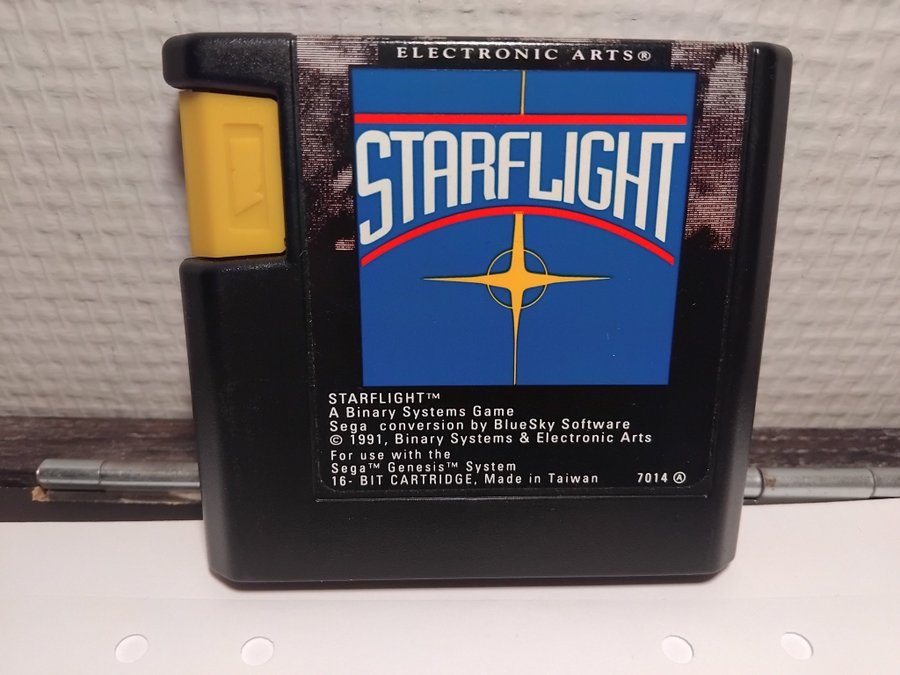 ELECTRONIC ARTS®
STARFLIGHT
STARFLIGHT™
A Binary Systems Game
Sega conversion by BlueSky Software
© 1991, Binary Systems & Electronic Arts
For use with the
Sega™ Genesis™ System
16- BIT CARTRIDGE, Made in Taiwan 7014 Ⓐ